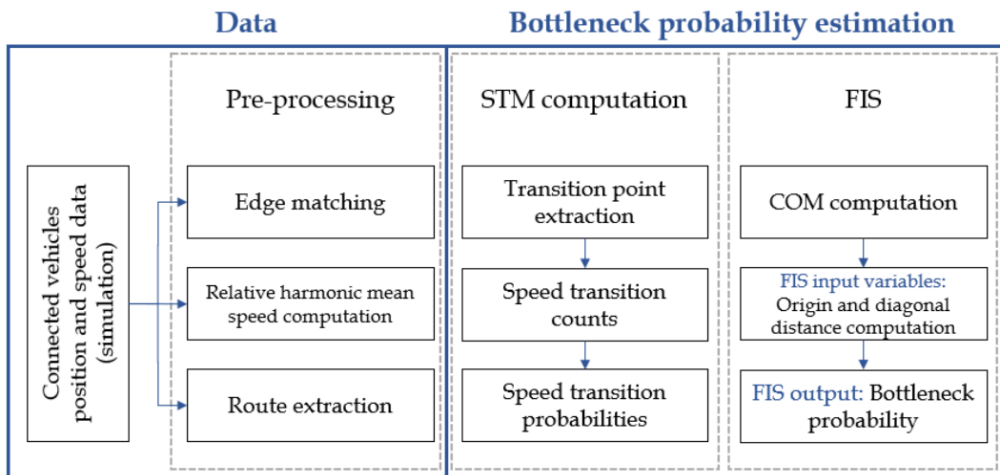 Data
Bottleneck probability estimation
Pre-processing
STM computation
FIS
Connected vehicles
position and speed data
(simulation)
Edge matching
Relative harmonic mean
speed computation
Route extraction
Transition point
extraction
Speed transition
counts
Speed transition
probabilities
COM computation
FIS input variables:
Origin and diagonal
distance computation
FIS output: Bottleneck
probability